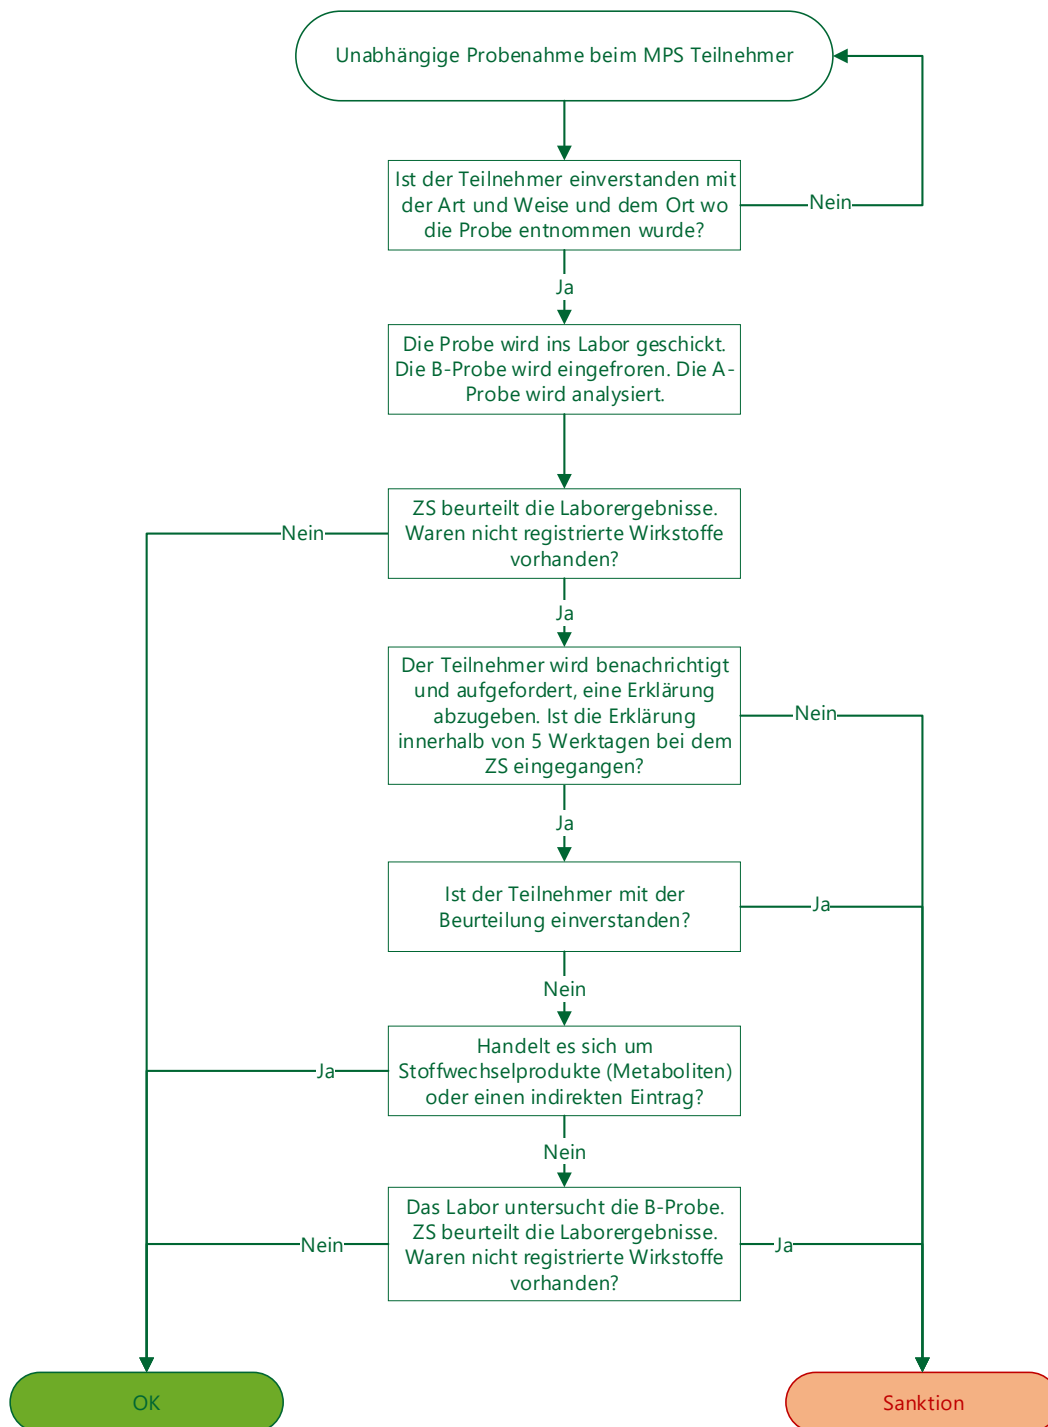 Unabhängige Probenahme beim MPS Teilnehmer
Ist der Teilnehmer einverstanden mit
der Art und Weise und dem Ort wo
die Probe entnommen wurde?
Nein
Ja
Die Probe wird ins Labor geschickt.
Die B-Probe wird eingefroren. Die A-
Probe wird analysiert.
ZS beurteilt die Laborergebnisse.
Waren nicht registrierte Wirkstoffe
vorhanden?
Nein
Ja
Der Teilnehmer wird benachrichtigt
und aufgefordert, eine Erklärung
abzugeben. Ist die Erklärung
innerhalb von 5 Werktagen bei dem
ZS eingegangen?
Nein
Ja
Ist der Teilnehmer mit der
Beurteilung einverstanden?
Ja
Nein
Handelt es sich um
Stoffwechselprodukte (Metaboliten)
oder einen indirekten Eintrag?
Ja
Nein
Das Labor untersucht die B-Probe.
ZS beurteilt die Laborergebnisse.
Waren nicht registrierte Wirkstoffe
vorhanden?
Nein
Ja
OK
Sanktion